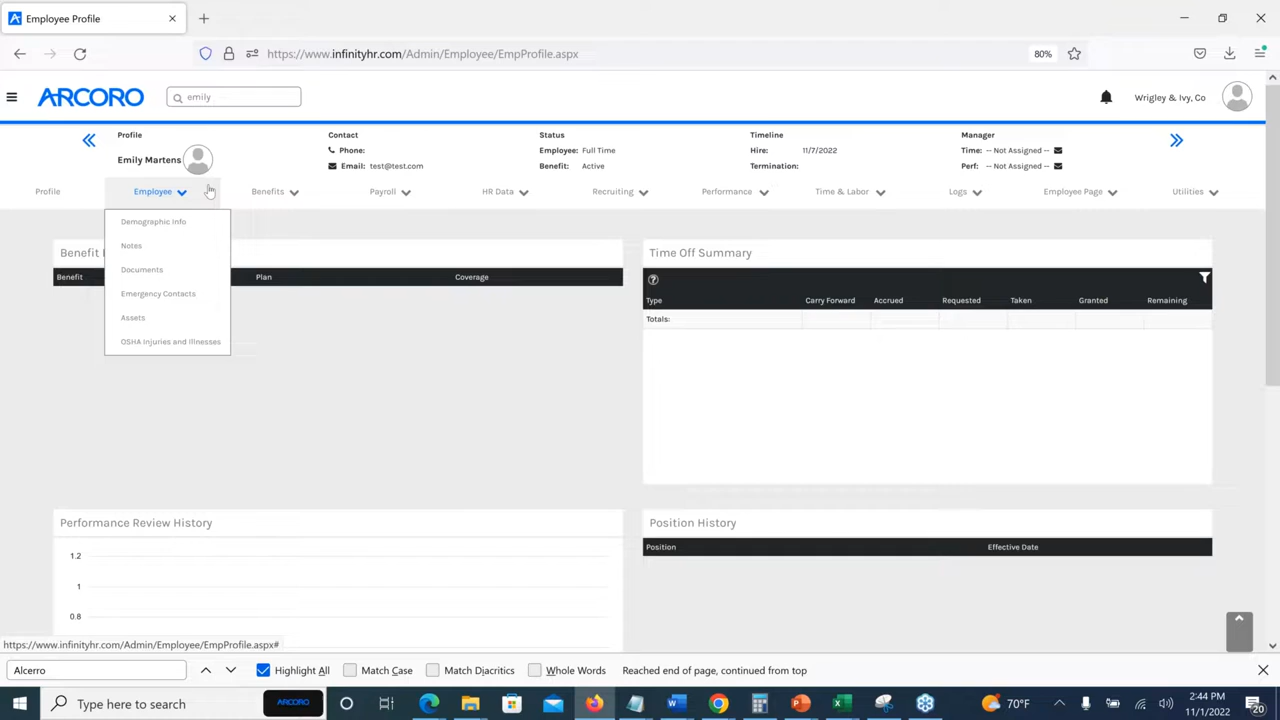 Employee Profile
https://www.infinityhr.com/Admin/Employee/EmpProfile.aspx
80%
ARCORO
emily
Wrigley & Ivy, Co
Profile
Contact
Status
Timeline
Manager
Emily Martens
Phone:
Employee: Full Time
Hire: 11/7/2022
Time: -- Not Assigned --
Email: test@test.com
Benefit: Active
Termination:
Perf: -- Not Assigned --
Profile
Employee
Benefits
Payroll
HR Data
Recruiting
Performance
Time & Labor
Logs
Employee Page
Utilities
Demographic Info
Notes
Documents
Emergency Contacts
Assets
OSHA Injuries and Illnesses
Benefit
Benefit Plan Coverage
Time Off Summary
Type Carry Forward Accrued Requested Taken Granted Remaining
Totals:
Performance Review History
1.2
1
0.8
Position History
Position Effective Date
https://www.infinityhr.com/Admin/Employee/EmpProfile.aspx#
Alcerro
Highlight All
Match Case
Match Diacritics
Whole Words
Reached end of page, continued from top
Type here to search
ARCORO
70°F
2:44 PM
11/1/2022
20